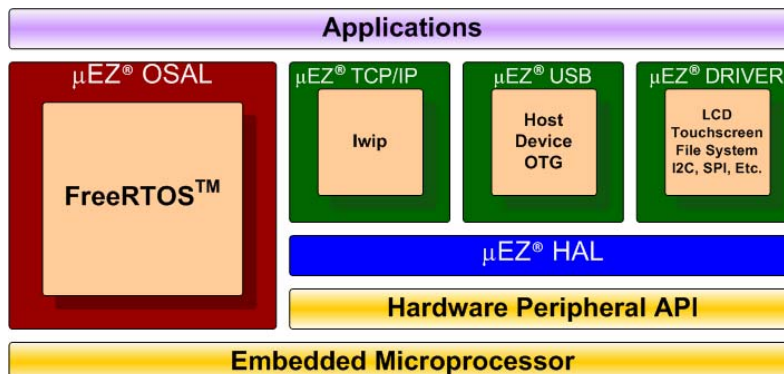 Applications
µEZ® OSAL
FreeRTOS™
µEZ® TCP/IP
lwip
µEZ® USB
Host
Device
OTG
µEZ® DRIVER
LCD
Touchscreen
File System
I2C, SPI, Etc.
µEZ® HAL
Hardware Peripheral API
Embedded Microprocessor